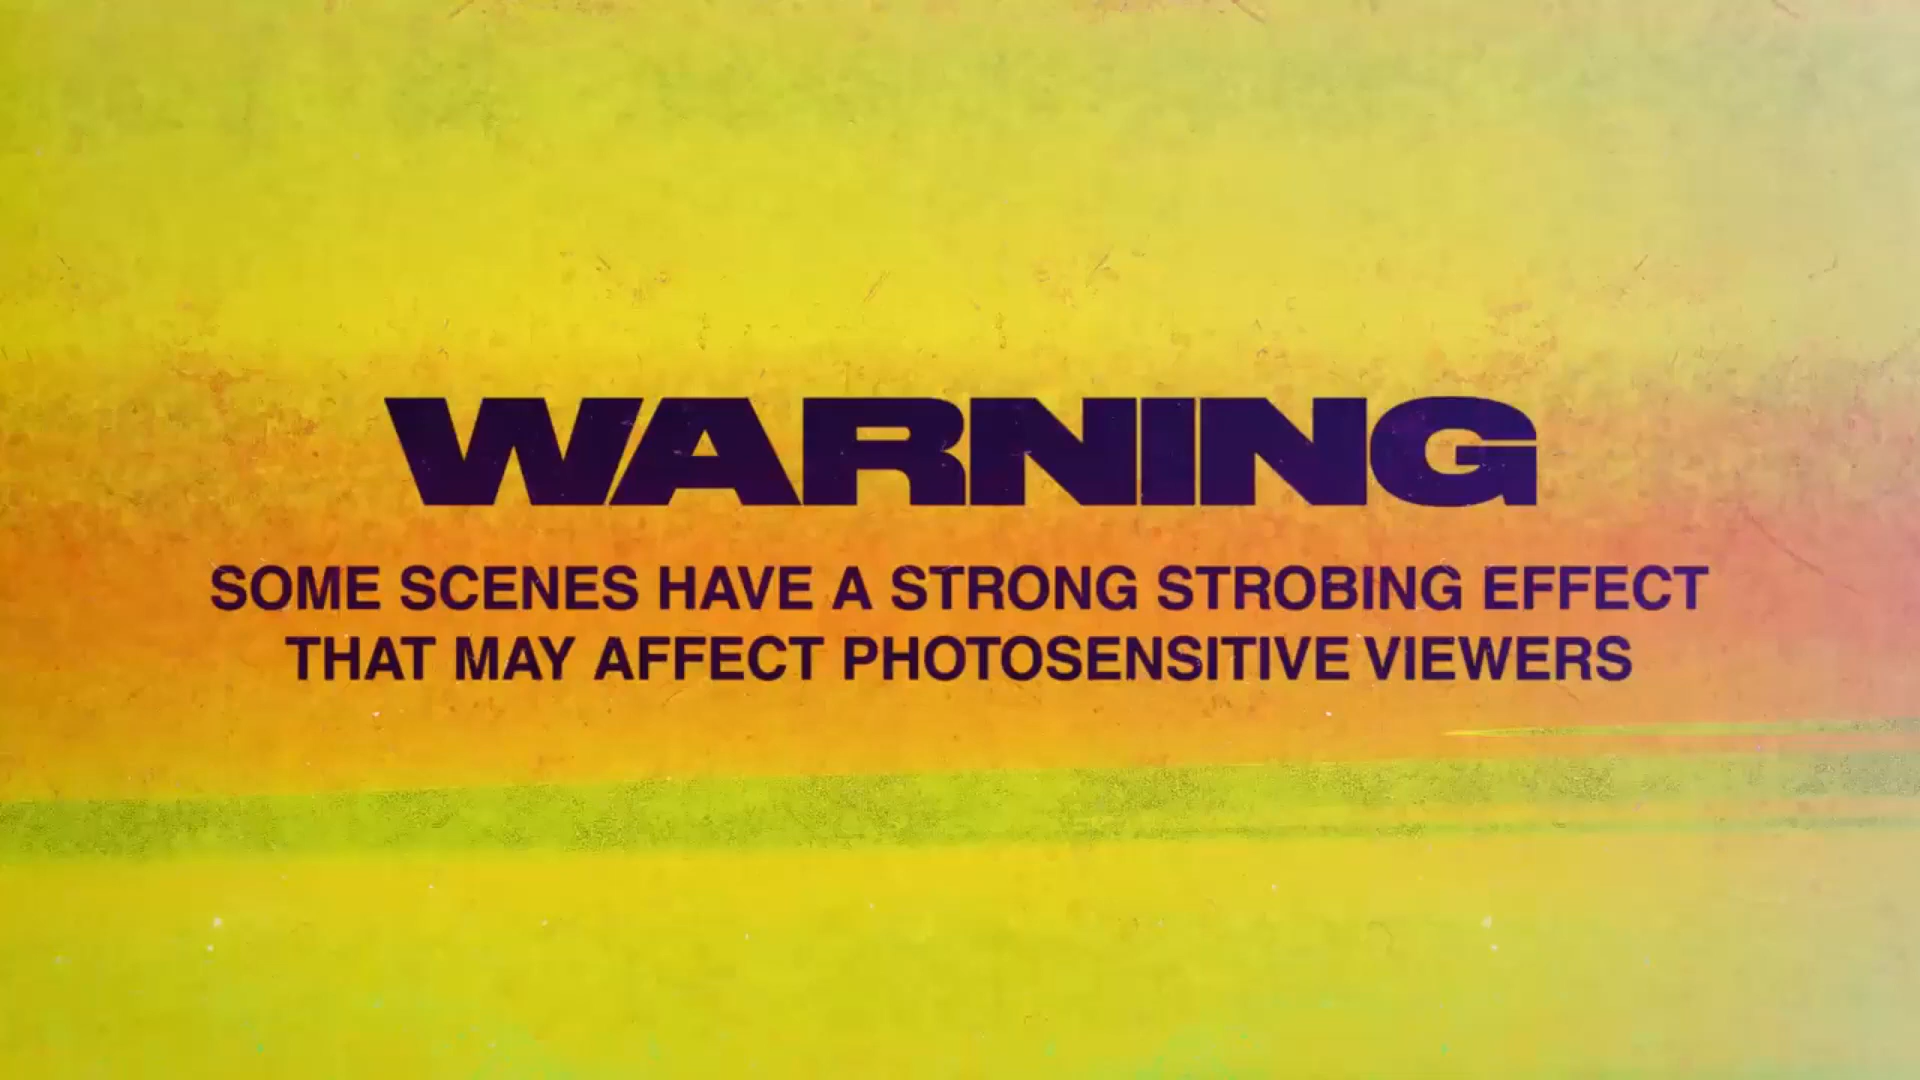 WARNING
SOME SCENES HAVE A STRONG STROBING EFFECT
THAT MAY AFFECT PHOTOSENSITIVE VIEWERS